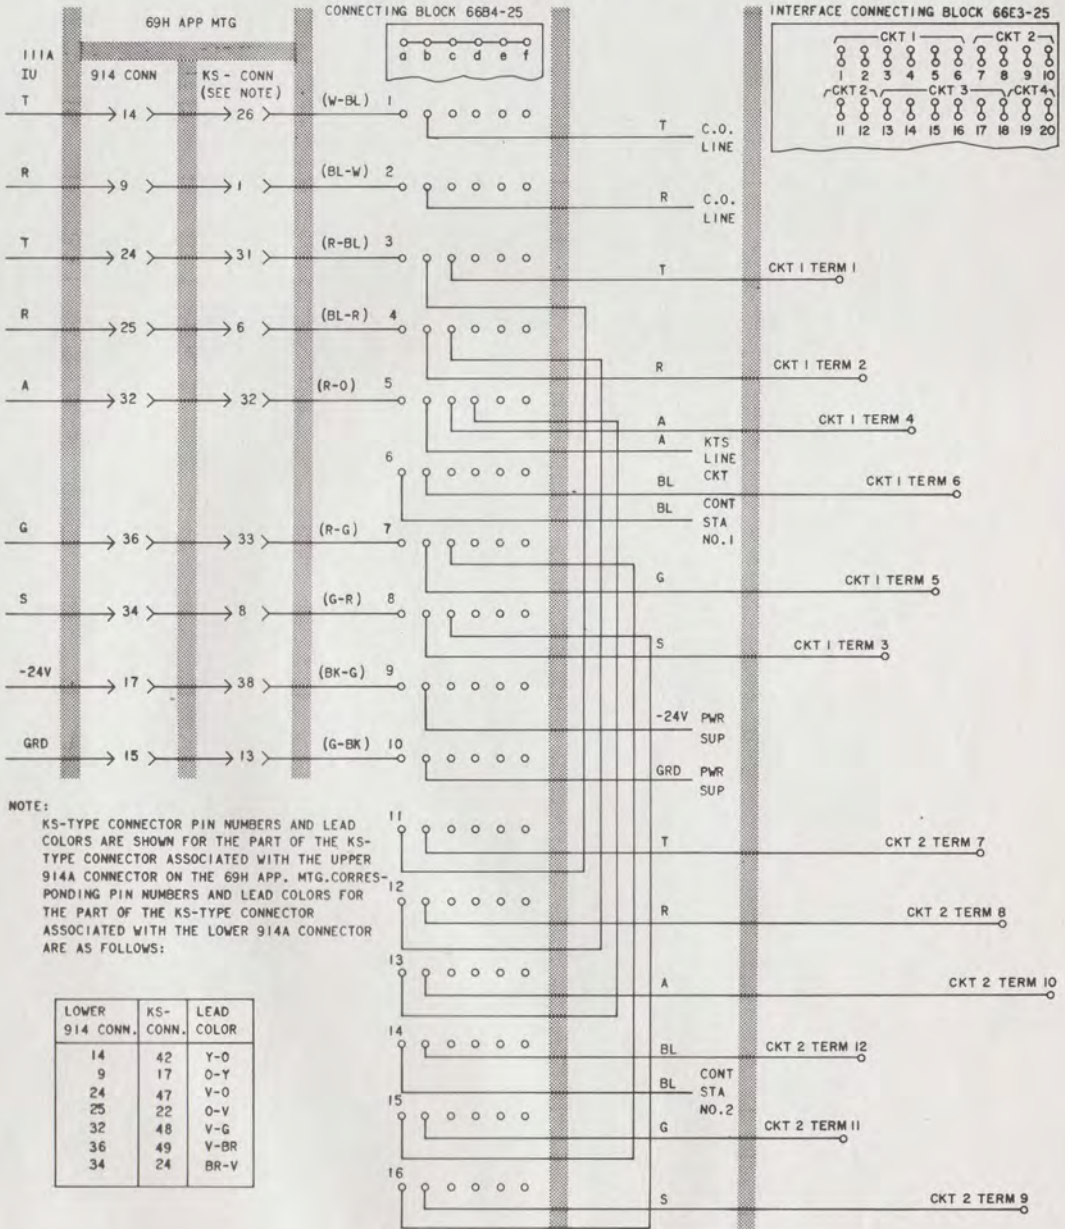 69H APP MTG
CONNECTING BLOCK 66B4-25
INTERFACE CONNECTING BLOCK 66E3-25
a b c d e f
CKT 1 CKT 2
1 2 3 4 5 6 7 8 9 10
CKT 2 CKT 3 CKT 4
11 12 13 14 15 16 17 18 19 20
111A
IU
914 CONN
KS - CONN
(SEE NOTE)
T 14 26 (W-BL) 1
T C.O.
LINE
R 9 1 (BL-W) 2
R C.O.
LINE
T 24 31 (R-BL) 3
T CKT 1 TERM 1
R 25 6 (BL-R) 4
R CKT 1 TERM 2
A 32 32 (R-O) 5
A CKT 1 TERM 4
A KTS
LINE
CKT
6
BL CKT 1 TERM 6
BL CONT
STA
NO.1
G 36 33 (R-G) 7
G CKT 1 TERM 5
S 34 8 (G-R) 8
S CKT 1 TERM 3
-24V 17 38 (BK-G) 9
-24V PWR
SUP
GRD 15 13 (G-BK) 10
GRD PWR
SUP
NOTE:
KS-TYPE CONNECTOR PIN NUMBERS AND LEAD
COLORS ARE SHOWN FOR THE PART OF THE KS-
TYPE CONNECTOR ASSOCIATED WITH THE UPPER
914A CONNECTOR ON THE 69H APP. MTG.CORRES-
PONDING PIN NUMBERS AND LEAD COLORS FOR
THE PART OF THE KS-TYPE CONNECTOR
ASSOCIATED WITH THE LOWER 914A CONNECTOR
ARE AS FOLLOWS:
11
T CKT 2 TERM 7
12
R CKT 2 TERM 8
13
A CKT 2 TERM 10
14
BL CKT 2 TERM 12
BL CONT
STA
NO.2
15
G CKT 2 TERM 11
16
S CKT 2 TERM 9
LOWER KS- LEAD
914 CONN. CONN. COLOR
14 42 Y-O
9 17 O-Y
24 47 V-O
25 22 O-V
32 48 V-G
36 49 V-BR
34 24 BR-V